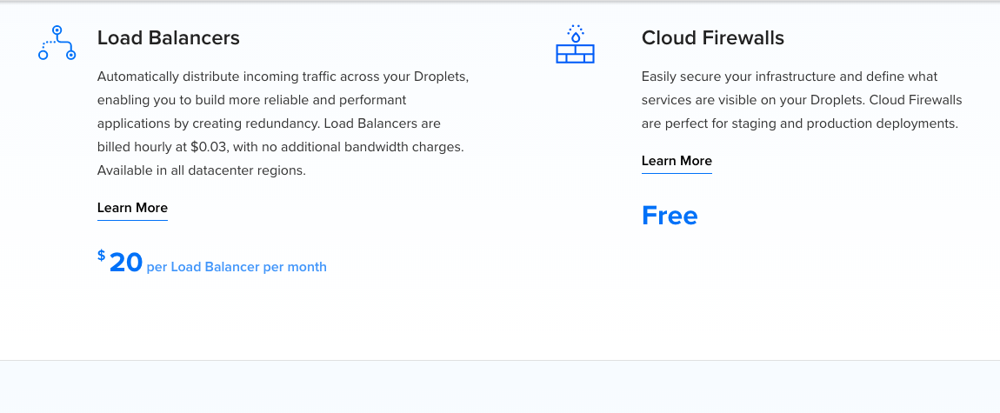 Load Balancers
Automatically distribute incoming traffic across your Droplets,
enabling you to build more reliable and performant
applications by creating redundancy. Load Balancers are
billed hourly at $0.03, with no additional bandwidth charges.
Available in all datacenter regions.
Learn More
$20 per Load Balancer per month
Cloud Firewalls
Easily secure your infrastructure and define what
services are visible on your Droplets. Cloud Firewalls
are perfect for staging and production deployments.
Learn More
Free